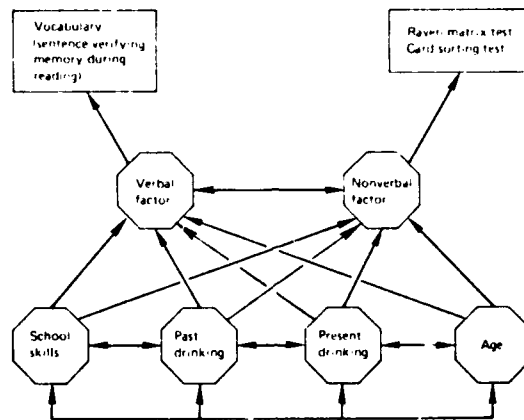 Vocabulary
(sentence verifying
memory during
reading)
Raven matrix test
Card sorting test
Verbal
factor
Nonverbal
factor
School
skills
Past
drinking
Present
drinking
Age